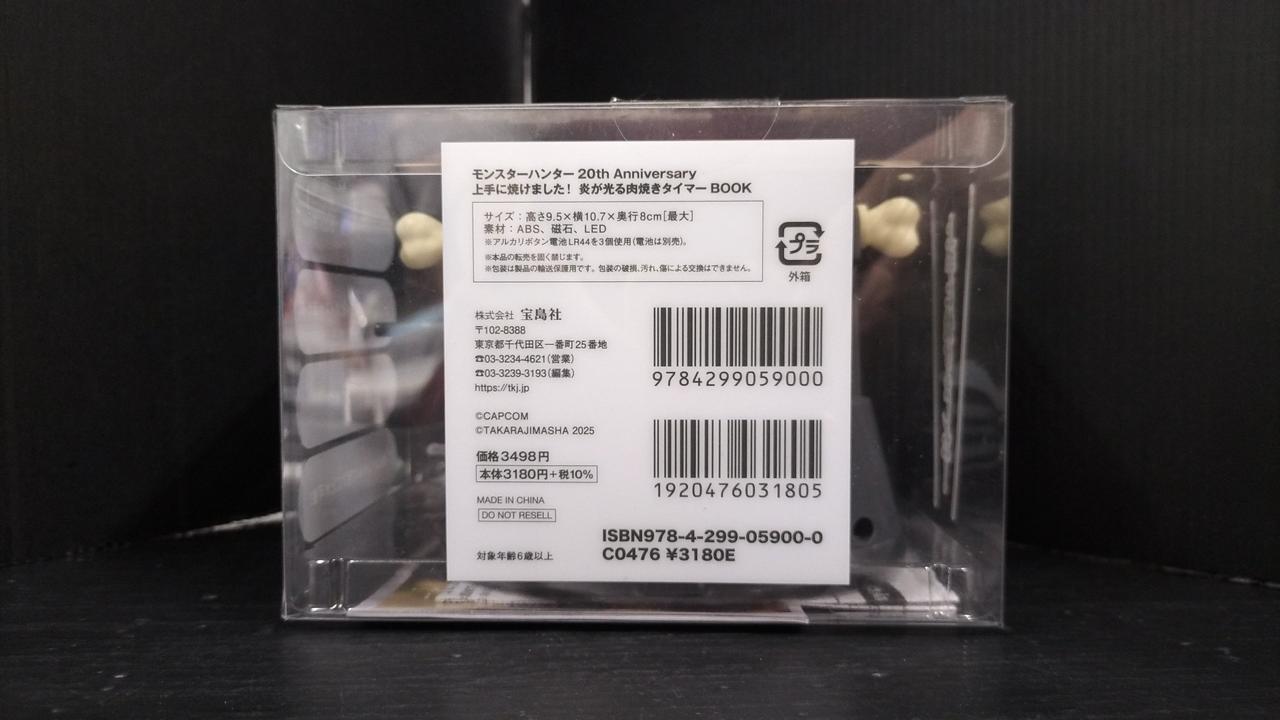 モンスターハンター 20th Anniversary
上手に焼けました! 炎が光る肉焼きタイマー BOOK
サイズ：高さ9.5×横10.7×奥行8cm[最大]
素材：ABS、磁石、LED
※アルカリボタン電池LR44を3個使用(電池は別売)。
※本品の転売を固く禁じます。
※包装は製品の輸送保護用です。包装の破損、汚れ、傷による交換はできません。
プラ
外箱
株式会社 宝島社
〒102-8388
東京都千代田区一番町25番地
☎03-3234-4621(営業)
☎03-3239-3193(編集)
https://tkj.jp
©CAPCOM
©TAKARAJIMASHA 2025
価格3498円
本体3180円+税10%
MADE IN CHINA
DO NOT RESELL
対象年齢6歳以上
9784299059000
1920476031805
ISBN978-4-299-05900-0
C0476 ¥3180E